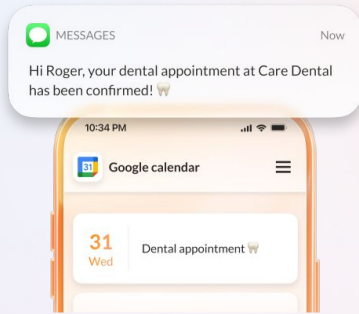 MESSAGES Now
Hi Roger, your dental appointment at Care Dental
has been confirmed! 🦷
10:34 PM
31 Google calendar
31
Wed
Dental appointment 🦷